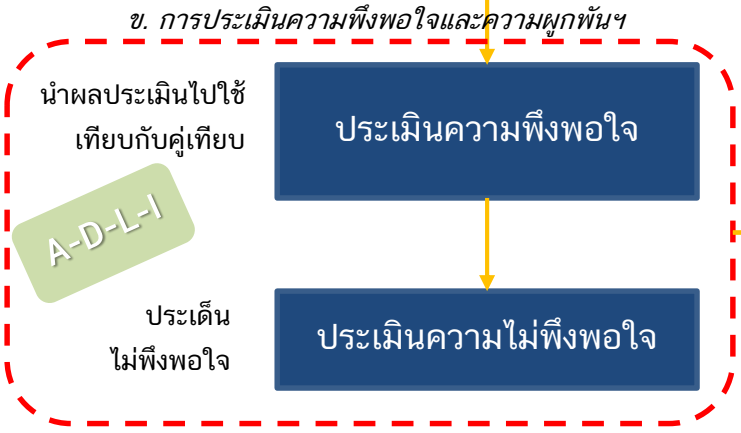 ข. การประเมินความพึงพอใจและความผูกพันฯ
นำผลประเมินไปใช้
เทียบกับคู่เทียบ
ประเมินความพึงพอใจ
A-D-L-I
ประเด็น
ไม่พึงพอใจ
ประเมินความไม่พึงพอใจ